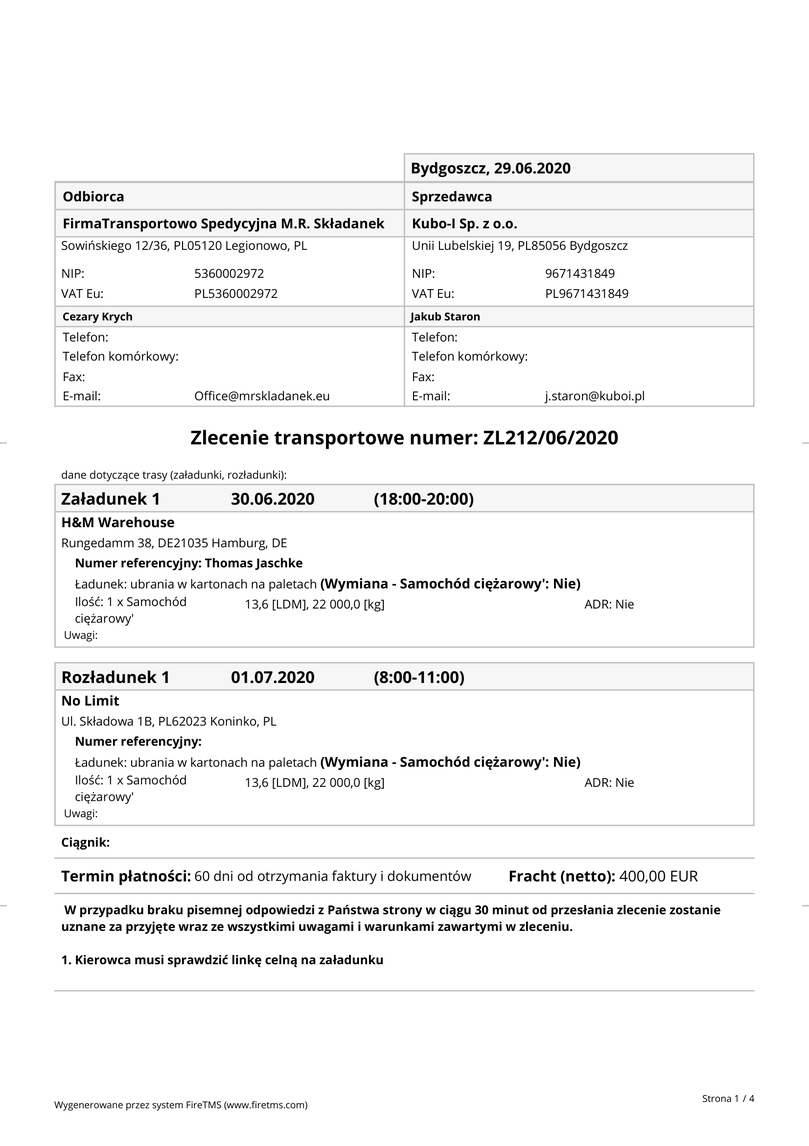 Bydgoszcz, 29.06.2020
Odbiorca
Sprzedawca
FirmaTransportowo Spedycyjna M.R. Składanek
Kubo-I Sp. z o.o.
Sowińskiego 12/36, PL05120 Legionowo, PL
Unii Lubelskiej 19, PL85056 Bydgoszcz
NIP: 5360002972
NIP: 9671431849
VAT Eu: PL5360002972
VAT Eu: PL9671431849
Cezary Krych
Jakub Staron
Telefon:
Telefon:
Telefon komórkowy:
Telefon komórkowy:
Fax:
Fax:
E-mail: Office@mrskladanek.eu
E-mail: j.staron@kuboi.pl
Zlecenie transportowe numer: ZL212/06/2020
dane dotyczące trasy (załadunki, rozładunki):
Załadunek 1 30.06.2020 (18:00-20:00)
H&M Warehouse
Rungedamm 38, DE21035 Hamburg, DE
Numer referencyjny: Thomas Jaschke
Ładunek: ubrania w kartonach na paletach (Wymiana - Samochód ciężarowy': Nie)
Ilość: 1 x Samochód
ciężarowy'
13,6 [LDM], 22 000,0 [kg] ADR: Nie
Uwagi:
Rozładunek 1 01.07.2020 (8:00-11:00)
No Limit
Ul. Składowa 1B, PL62023 Koninko, PL
Numer referencyjny:
Ładunek: ubrania w kartonach na paletach (Wymiana - Samochód ciężarowy': Nie)
Ilość: 1 x Samochód
ciężarowy'
13,6 [LDM], 22 000,0 [kg] ADR: Nie
Uwagi:
Ciągnik:
Termin płatności: 60 dni od otrzymania faktury i dokumentów Fracht (netto): 400,00 EUR
W przypadku braku pisemnej odpowiedzi z Państwa strony w ciągu 30 minut od przesłania zlecenie zostanie
uznane za przyjęte wraz ze wszystkimi uwagami i warunkami zawartymi w zleceniu.
1. Kierowca musi sprawdzić linkę celną na załadunku
Wygenerowane przez system FireTMS (www.firetms.com)
Strona 1 / 4